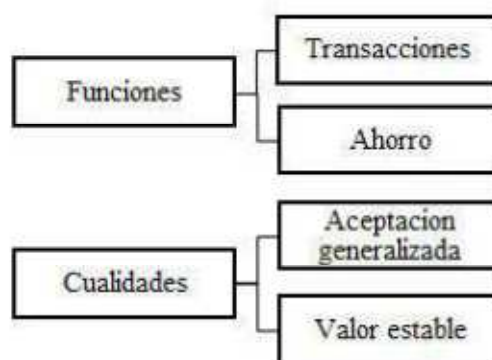 Transacciones
Funciones
Ahorro
Aceptacion
generalizada
Cualidades
Valor estable